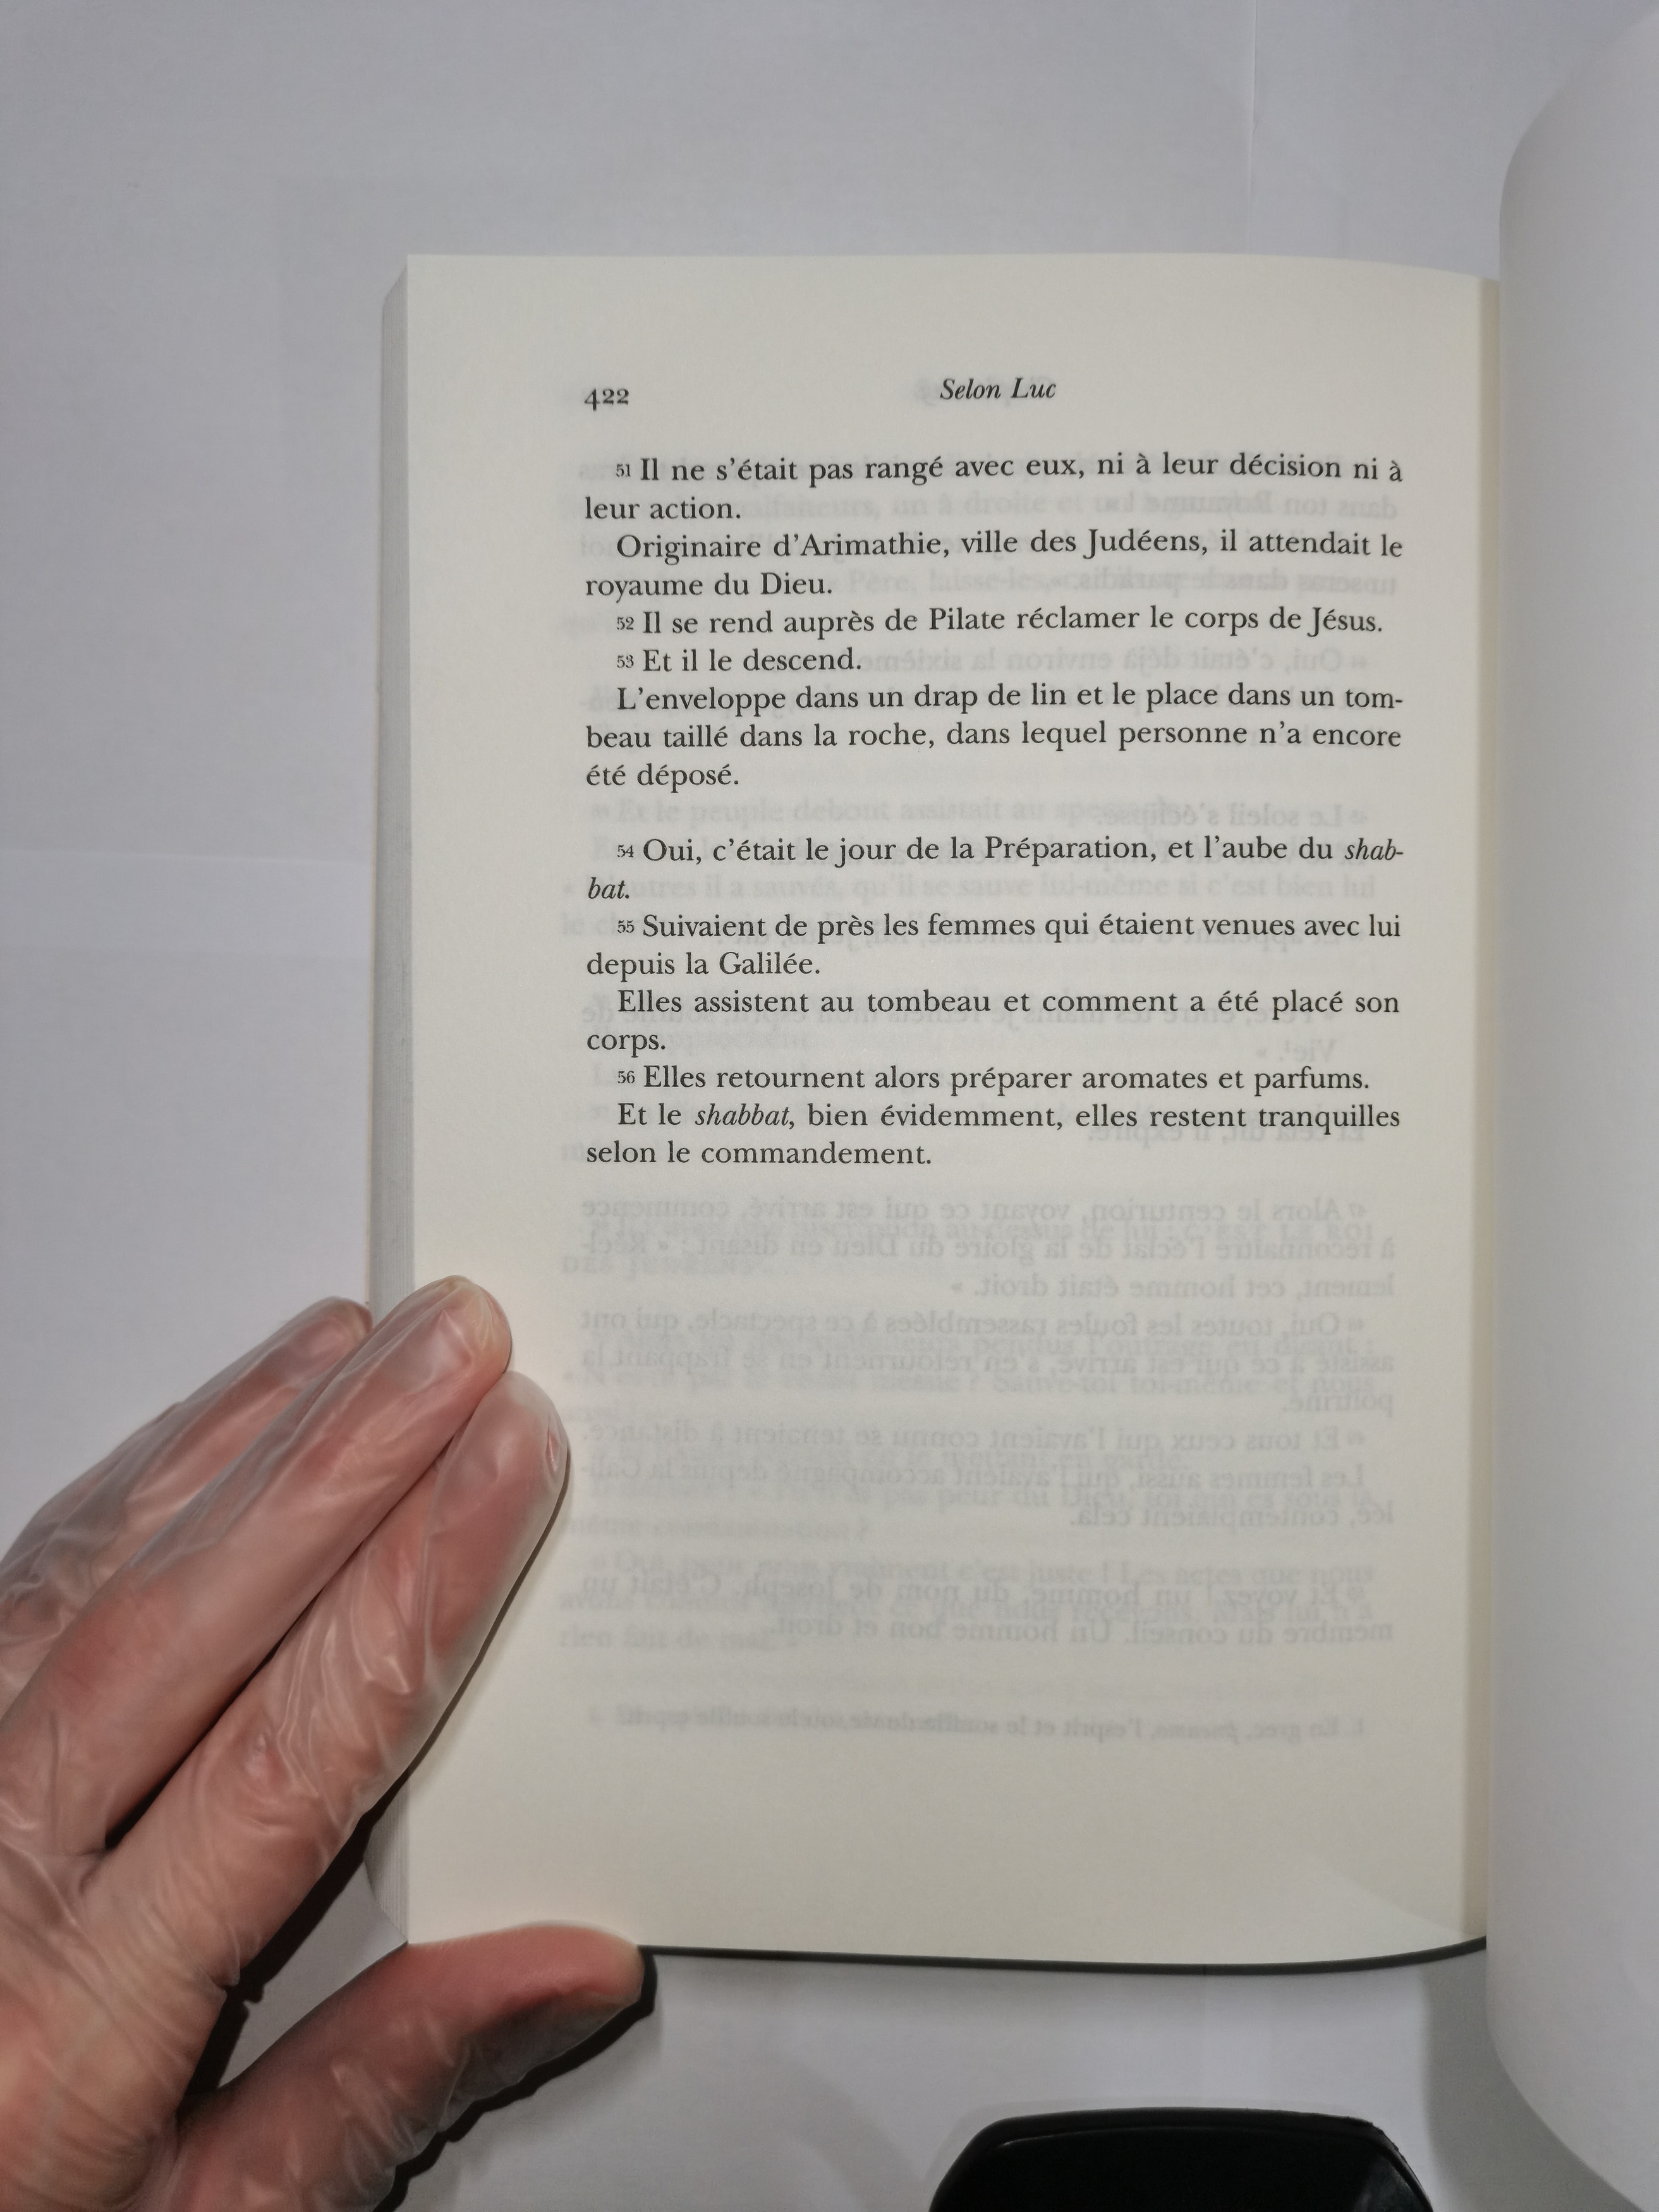 422
Selon Luc
51 Il ne s'était pas rangé avec eux, ni à leur décision ni à
leur action.
Originaire d'Arimathie, ville des Judéens, il attendait le
royaume du Dieu.
52 Il se rend auprès de Pilate réclamer le corps de Jésus.
53 Et il le descend.
L'enveloppe dans un drap de lin et le place dans un tom-
beau taillé dans la roche, dans lequel personne n'a encore
été déposé.
54 Oui, c'était le jour de la Préparation, et l'aube du shab-
bat.
55 Suivaient de près les femmes qui étaient venues avec lui
depuis la Galilée.
Elles assistent au tombeau et comment a été placé son
corps.
56 Elles retournent alors préparer aromates et parfums.
Et le shabbat, bien évidemment, elles restent tranquilles
selon le commandement.